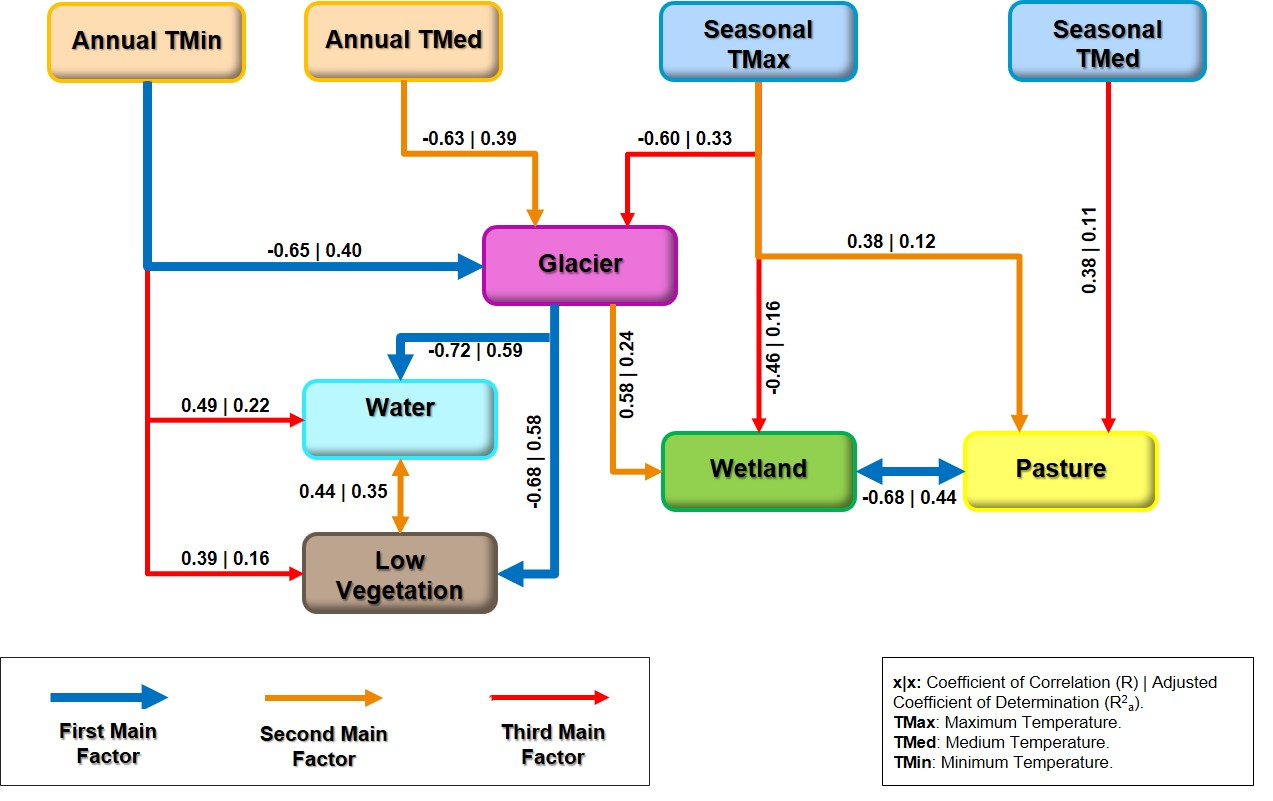 Annual TMin
Annual TMed
Seasonal
TMax
Seasonal
TMed
-0.63 | 0.39
-0.60 | 0.33
-0.65 | 0.40
Glacier
0.38 | 0.12
0.38 | 0.11
-0.72 | 0.59
0.58 | 0.24
-0.46 | 0.16
0.49 | 0.22
Water
-0.68 | 0.58
Wetland
Pasture
0.44 | 0.35
-0.68 | 0.44
0.39 | 0.16
Low
Vegetation
First Main
Factor
Second Main
Factor
Third Main
Factor
x|x: Coefficient of Correlation (R) | Adjusted
Coefficient of Determination (R²ₐ).
TMax: Maximum Temperature.
TMed: Medium Temperature.
TMin: Minimum Temperature.